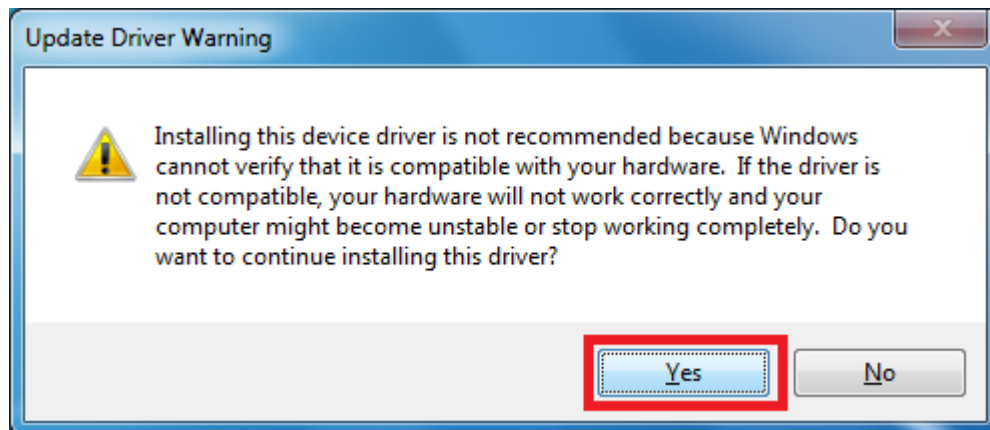 Update Driver Warning
Installing this device driver is not recommended because Windows
cannot verify that it is compatible with your hardware.  If the driver is
not compatible, your hardware will not work correctly and your
computer might become unstable or stop working completely.  Do you
want to continue installing this driver?
Yes No